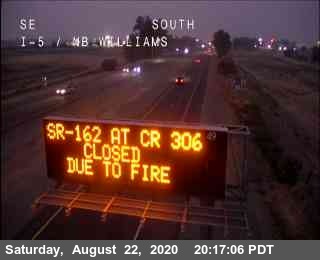 SE SOUTH
I-5 / NB WILLIAMS
49
SR-162 AT CR 306
CLOSED
DUE TO FIRE
Saturday, August 22, 2020 20:17:06 PDT